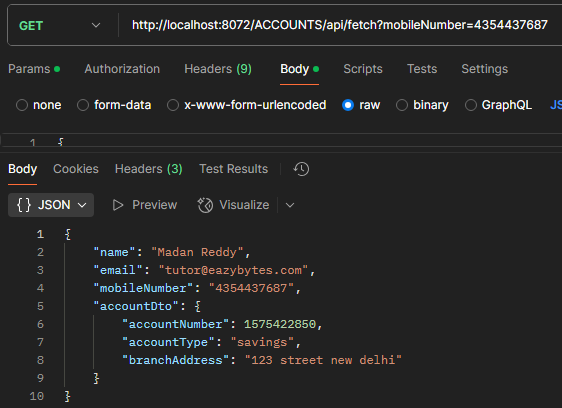 GET http://localhost:8072/ACCOUNTS/api/fetch?mobileNumber=4354437687
Params Authorization Headers (9) Body Scripts Tests Settings
none form-data x-www-form-urlencoded raw binary GraphQL JS
1 {
Body Cookies Headers (3) Test Results
{} JSON Preview Visualize
1 {
2 "name": "Madan Reddy",
3 "email": "tutor@eazybytes.com",
4 "mobileNumber": "4354437687",
5 "accountDto": {
6 "accountNumber": 1575422850,
7 "accountType": "savings",
8 "branchAddress": "123 street new delhi"
9 }
10 }